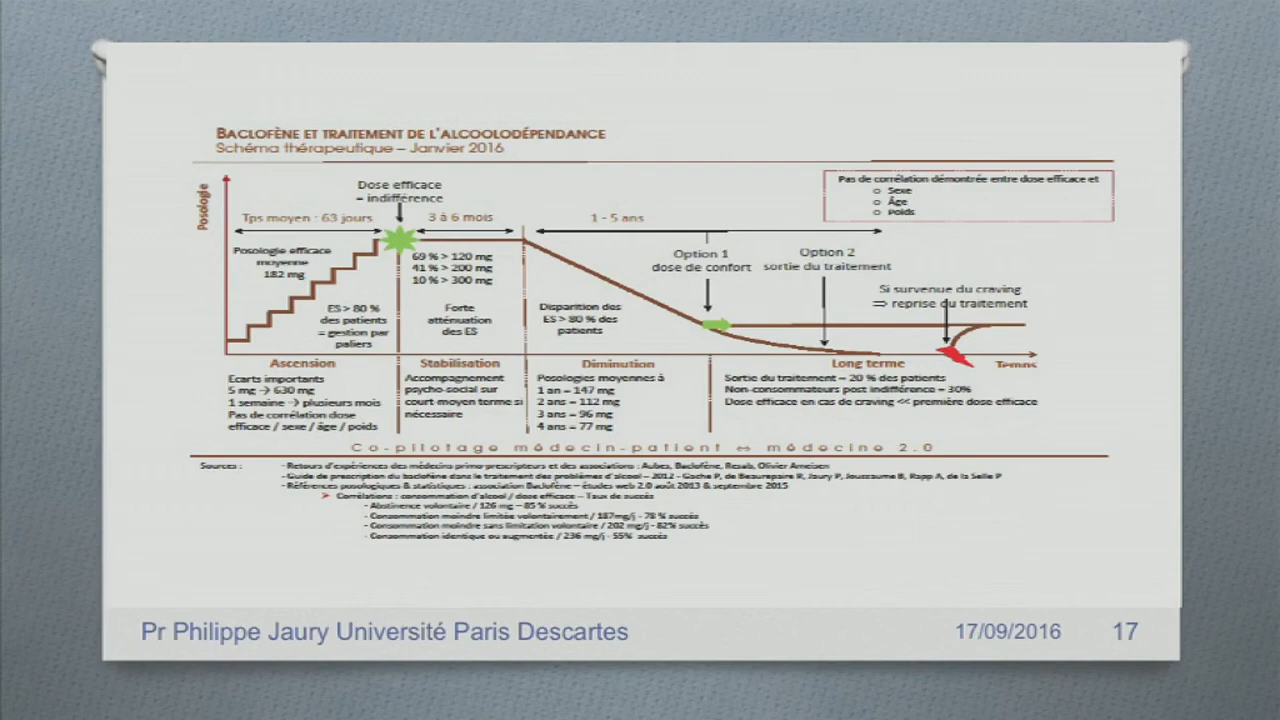 BACLOFÈNE ET TRAITEMENT DE L'ALCOOLODÉPENDANCE
Schéma thérapeutique – Janvier 2016
Posologie
Dose efficace
= indifférence
Pas de corrélation démontrée entre dose efficace et
o Sexe
o Âge
o Poids
Tps moyen : 63 jours
3 à 6 mois
1 - 5 ans
Posologie efficace
moyenne
182 mg
69 % > 120 mg
41 % > 200 mg
10 % > 300 mg
Option 1
dose de confort
Option 2
sortie du traitement
Si survenue du craving
⇒ reprise du traitement
ES > 80 %
des patients
= gestion par
paliers
Forte
atténuation
des ES
Disparition des
ES > 80 % des
patients
Temps
Ascension
Stabilisation
Diminution
Long terme
Ecarts importants
5 mg → 630 mg
1 semaine → plusieurs mois
Pas de corrélation dose
efficace / sexe / âge / poids
Accompagnement
psycho-social sur
court-moyen terme si
nécessaire
Posologies moyennes à
1 an = 147 mg
2 ans = 112 mg
3 ans = 96 mg
4 ans = 77 mg
Sortie du traitement = 20 % des patients
Non-consommateurs post indifférence = 30%
Dose efficace en cas de craving << première dose efficace
Co-pilotage médecin-patient ⇔ médecine 2.0
Sources :
- Retours d'expériences des médecins primo-prescripteurs et des associations : Aubes, Baclofène, Resab, Olivier Ameisen
- Guide de prescription du baclofène dans le traitement des problèmes d'alcool – 2012 - Gache P, de Beaurepaire R, Jaury P, Joussaume B, Rapp A, de la Selle P
- Références posologiques & statistiques : association Baclofène – études web 2.0 août 2013 & septembre 2015
➤ Corrélations : consommation d'alcool / dose efficace – Taux de succès
- Abstinence volontaire / 126 mg – 85 % succès
- Consommation moindre limitée volontairement / 187mg/j - 78 % succès
- Consommation moindre sans limitation volontaire / 202 mg/j - 82% succès
- Consommation identique ou augmentée / 236 mg/j - 55% succès
Pr Philippe Jaury Université Paris Descartes
17/09/2016
17